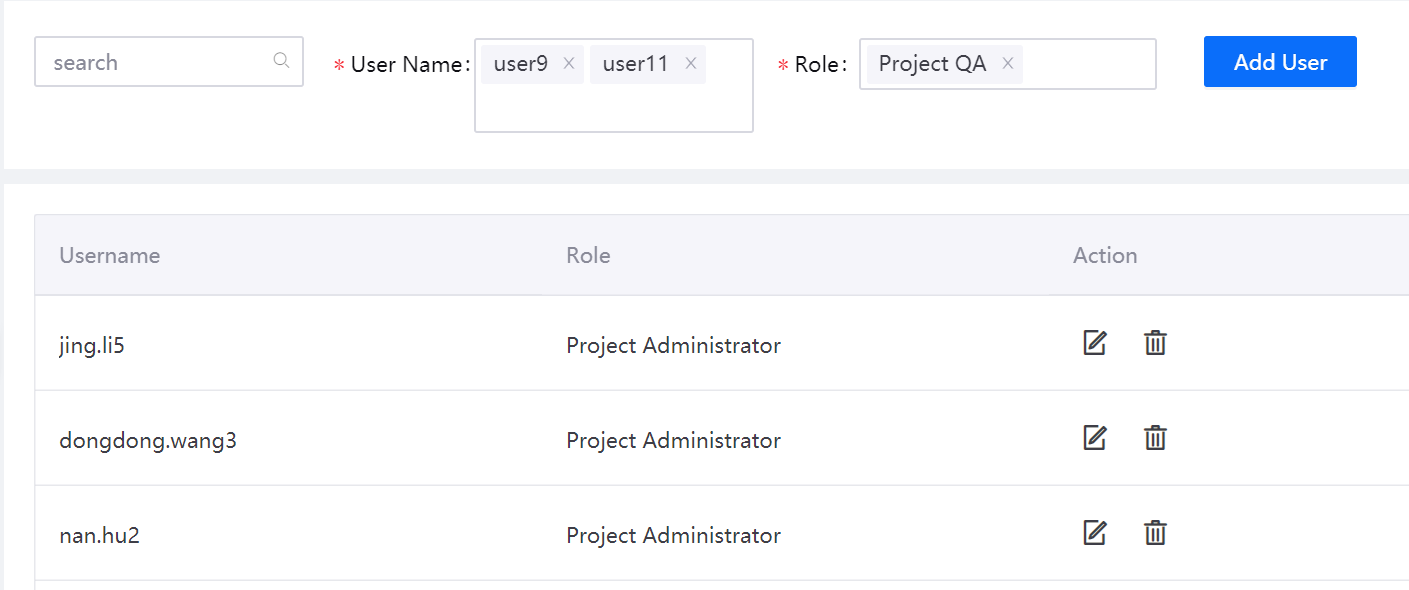 search * User Name: user9 × user11 × * Role: Project QA × Add User
Username Role Action
jing.li5 Project Administrator
dongdong.wang3 Project Administrator
nan.hu2 Project Administrator